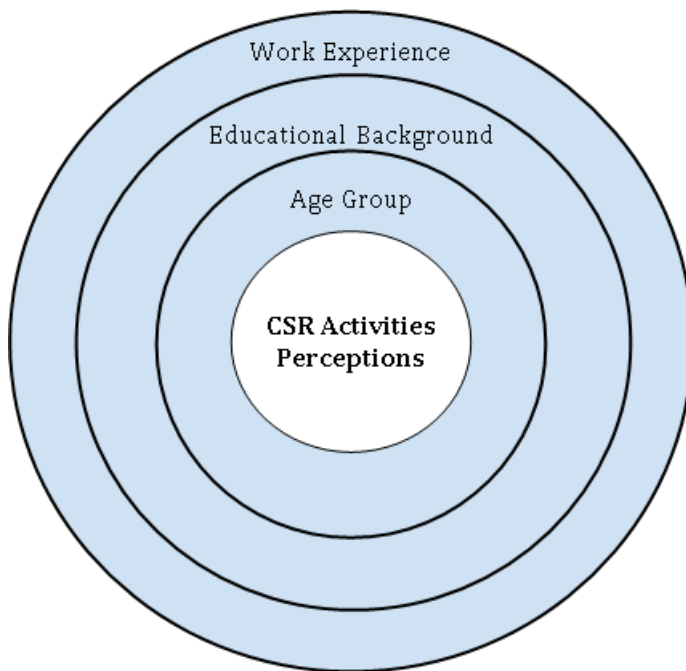 Work Experience
Educational Background
Age Group
CSR Activities
Perceptions